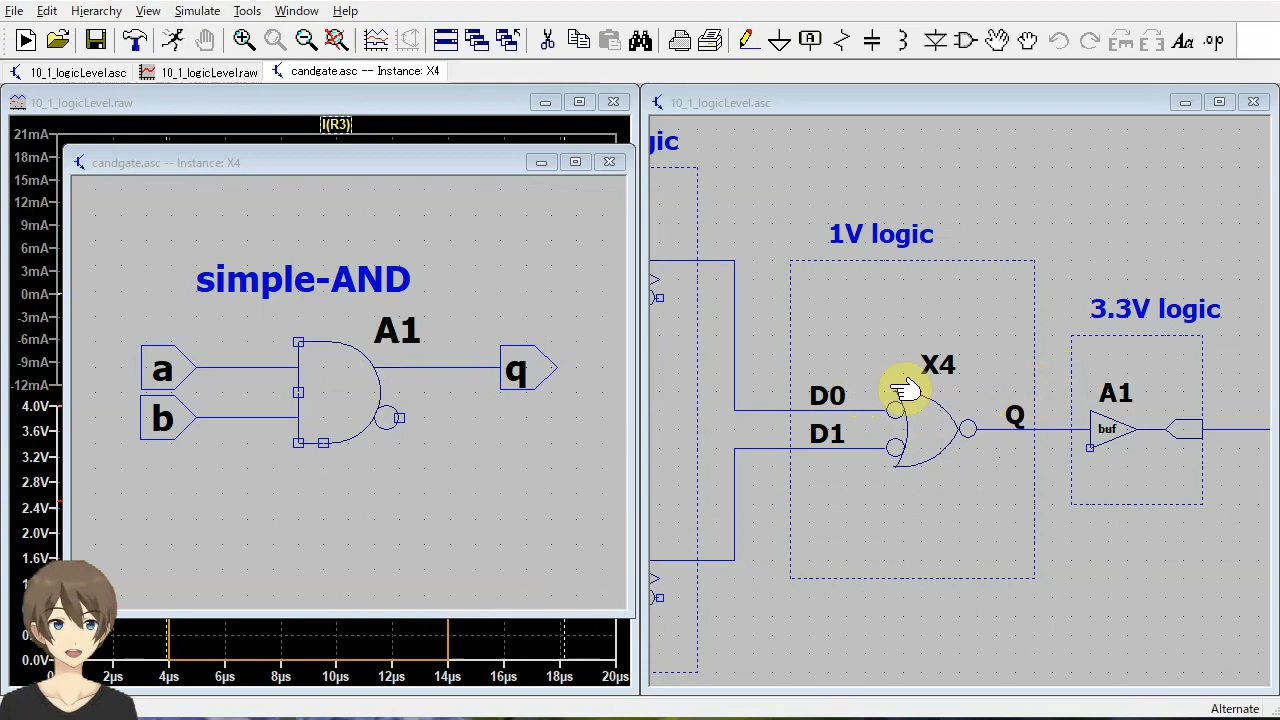 File Edit Hierarchy View Simulate Tools Window Help
.op
10_1_logicLevel.asc 10_1_logicLevel.raw candgate.asc -- Instance: X4
10_1_logicLevel.raw
I(R3)
21mA
18mA
15mA
12mA
9mA
6mA
3mA
0mA
-3mA
-6mA
-9mA
-12mA
4.0V
3.6V
3.2V
2.8V
2.4V
2.0V
1.6V
0.0V
2µs 4µs 6µs 8µs 10µs 12µs 14µs 16µs 18µs 20µs
candgate.asc -- Instance: X4
simple-AND
A1
a
b
q
10_1_logicLevel.asc
gic
1V logic
3.3V logic
X4
D0
D1
Q
A1
buf
Alternate